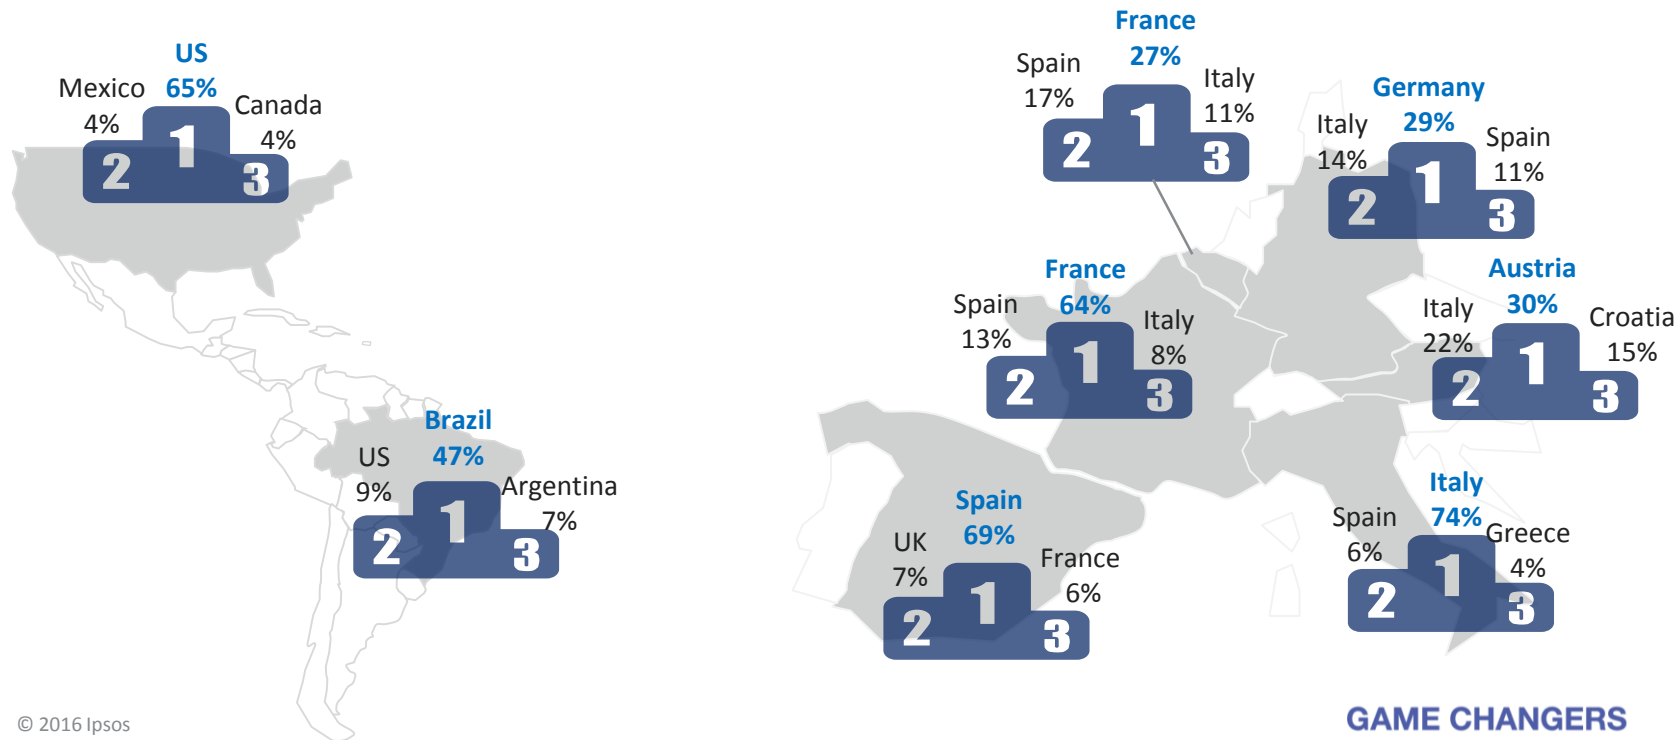 US
65%
Mexico
4%
Canada
4%
1
2
3
Brazil
47%
US
9%
Argentina
7%
1
2
3
France
27%
Spain
17%
Italy
11%
1
2
3
Germany
29%
Italy
14%
Spain
11%
1
2
3
France
64%
Spain
13%
Italy
8%
1
2
3
Austria
30%
Italy
22%
Croatia
15%
1
2
3
Spain
69%
UK
7%
France
6%
1
2
3
Italy
74%
Spain
6%
Greece
4%
1
2
3
© 2016 Ipsos
GAME CHANGERS